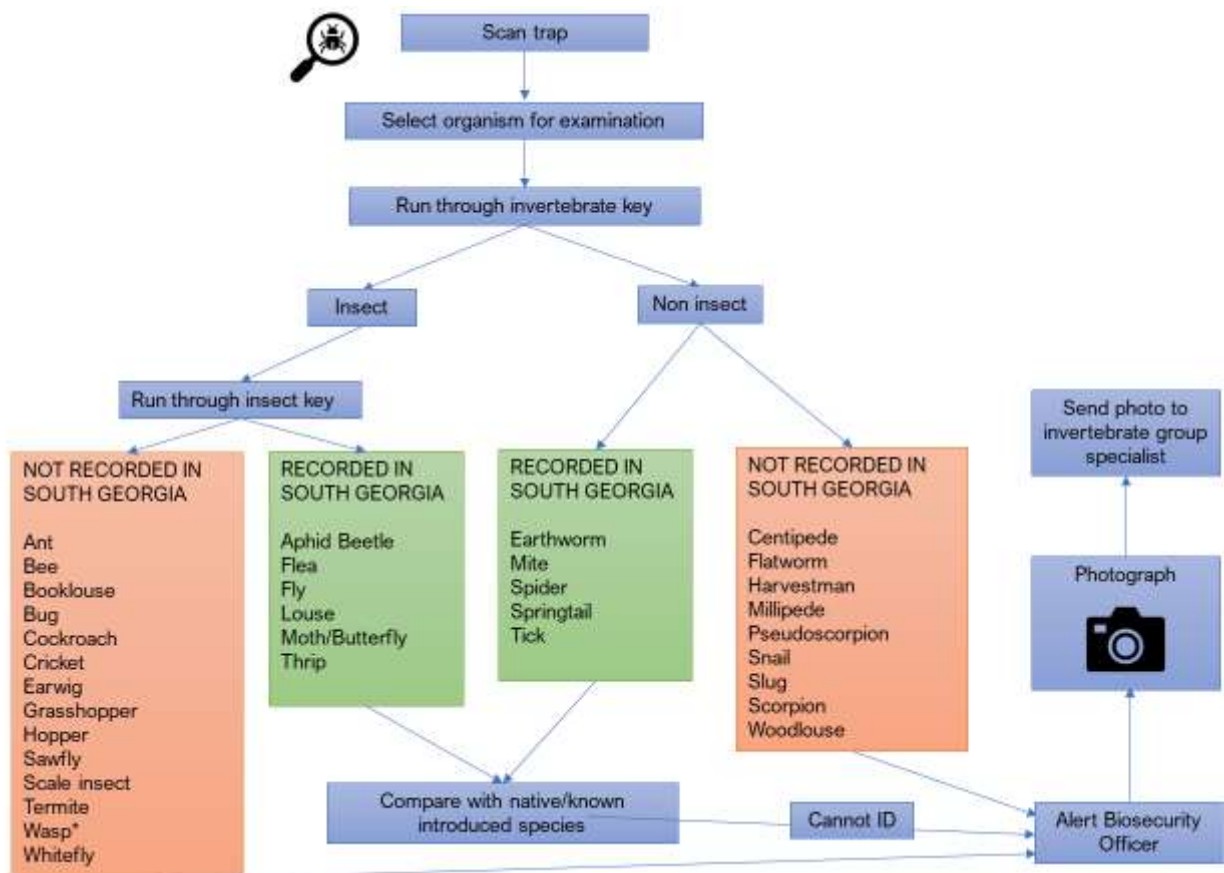 Scan trap
Select organism for examination
Run through invertebrate key
Insect
Non insect
Run through insect key
NOT RECORDED IN
SOUTH GEORGIA
Ant
Bee
Booklouse
Bug
Cockroach
Cricket
Earwig
Grasshopper
Hopper
Sawfly
Scale insect
Termite
Wasp*
Whitefly
RECORDED IN
SOUTH GEORGIA
Aphid Beetle
Flea
Fly
Louse
Moth/Butterfly
Thrip
RECORDED IN
SOUTH GEORGIA
Earthworm
Mite
Spider
Springtail
Tick
NOT RECORDED IN
SOUTH GEORGIA
Centipede
Flatworm
Harvestman
Millipede
Pseudoscorpion
Snail
Slug
Scorpion
Woodlouse
Compare with native/known
introduced species
Cannot ID
Alert Biosecurity
Officer
Photograph
Send photo to
invertebrate group
specialist